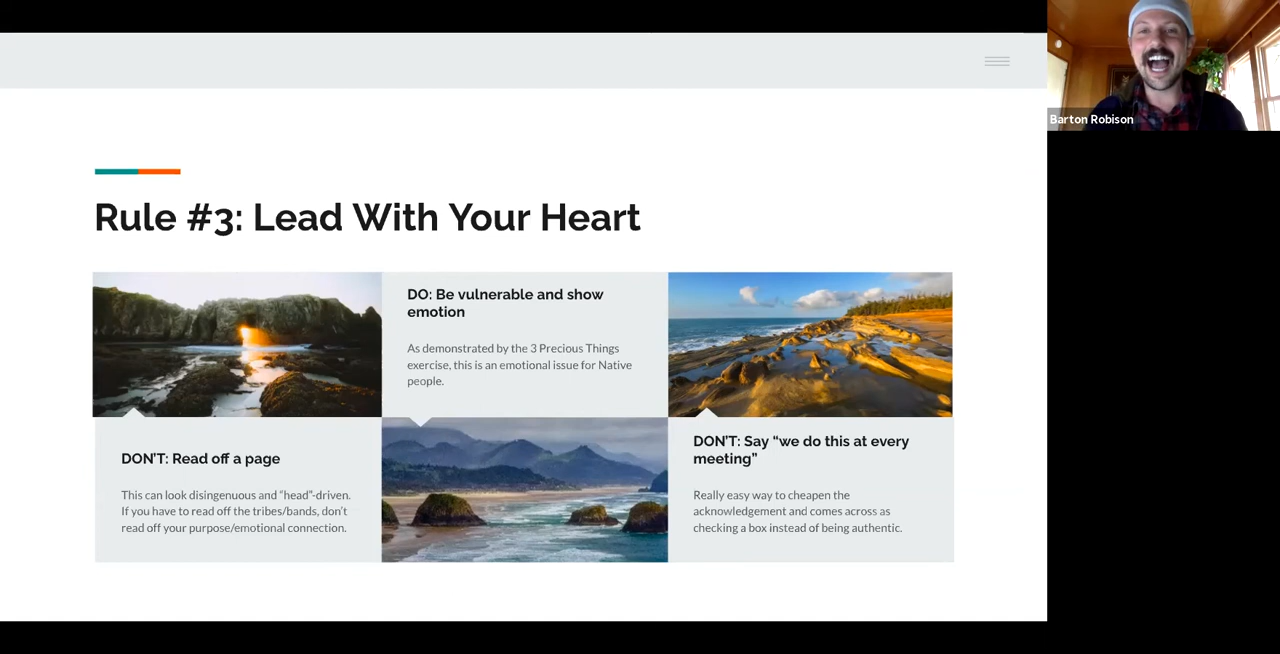 Barton Robison
Rule #3: Lead With Your Heart
DO: Be vulnerable and show
emotion
As demonstrated by the 3 Precious Things
exercise, this is an emotional issue for Native
people.
DON'T: Read off a page
This can look disingenuous and “head”-driven.
If you have to read off the tribes/bands, don't
read off your purpose/emotional connection.
DON'T: Say “we do this at every
meeting”
Really easy way to cheapen the
acknowledgement and comes across as
checking a box instead of being authentic.